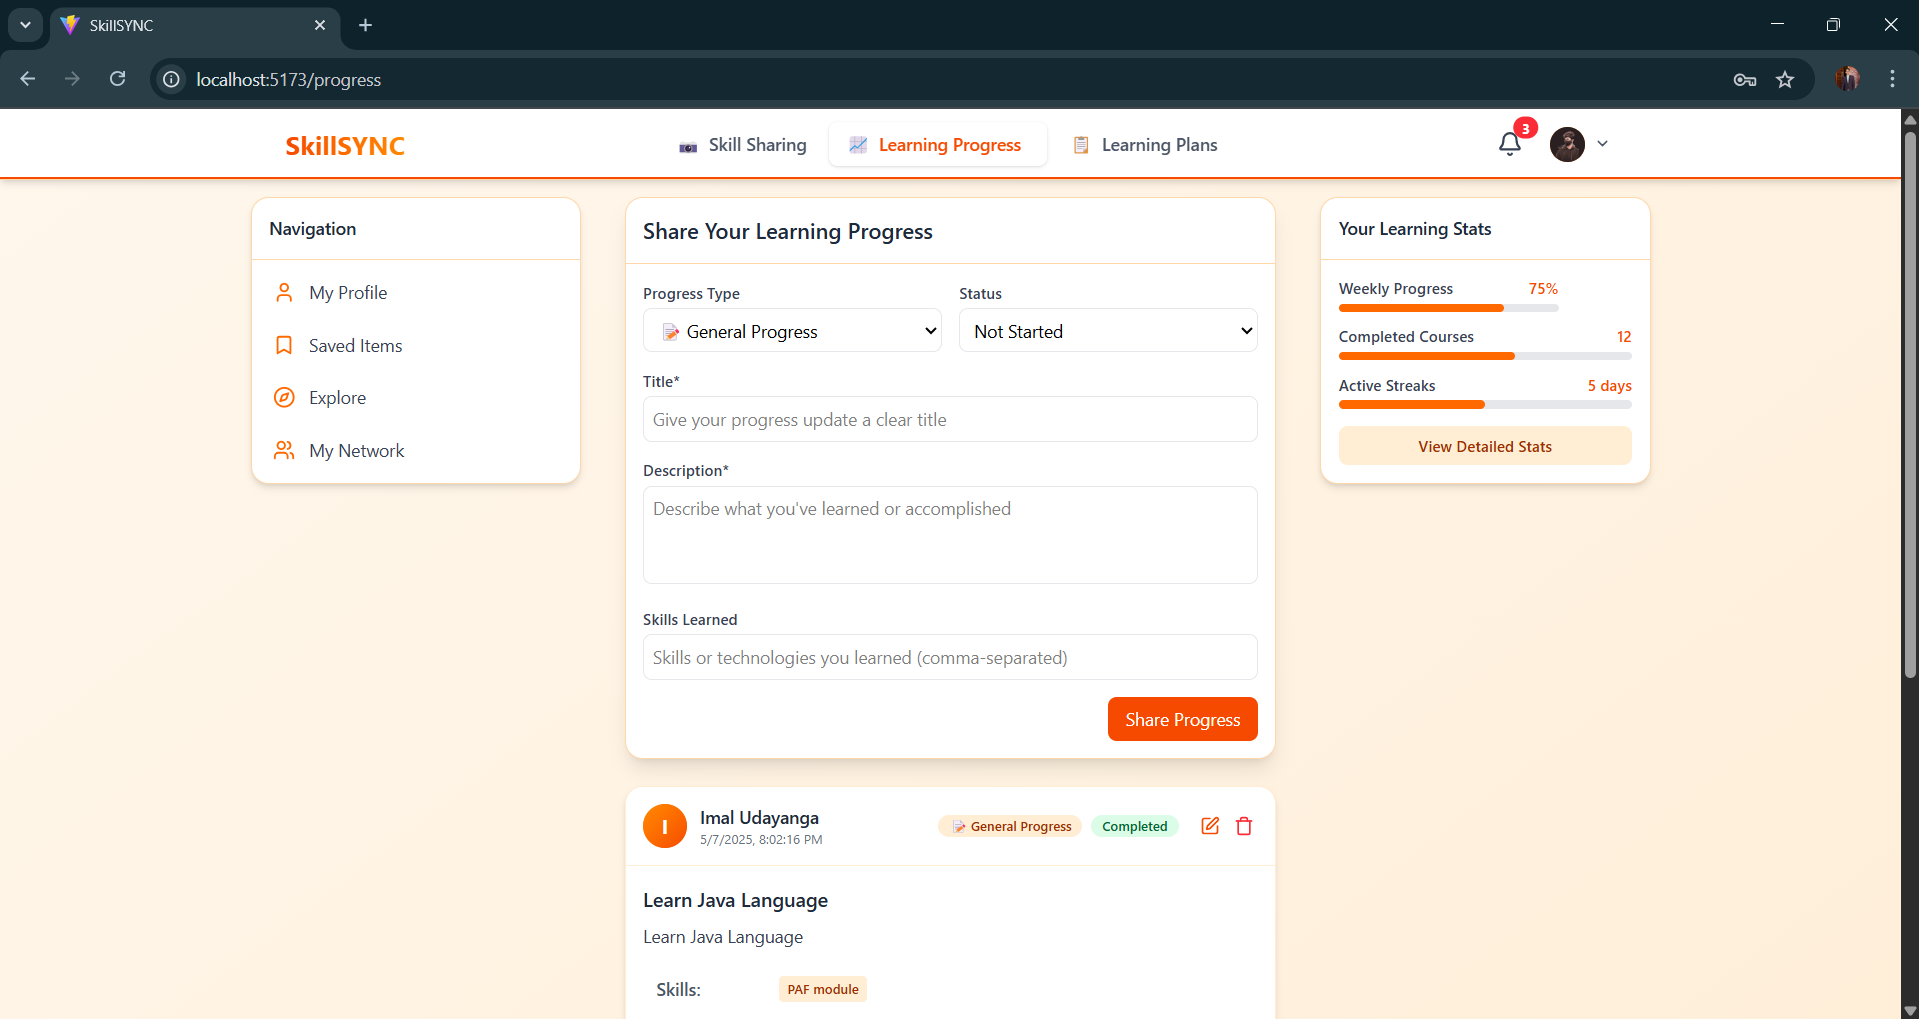 SkillSYNC
localhost:5173/progress
SkillSYNC
Skill Sharing
Learning Progress
Learning Plans
3
Navigation
My Profile
Saved Items
Explore
My Network
Share Your Learning Progress
Progress Type
Status
General Progress
Not Started
Title*
Give your progress update a clear title
Description*
Describe what you've learned or accomplished
Skills Learned
Skills or technologies you learned (comma-separated)
Share Progress
Your Learning Stats
Weekly Progress 75%
Completed Courses 12
Active Streaks 5 days
View Detailed Stats
I
Imal Udayanga
5/7/2025, 8:02:16 PM
General Progress
Completed
Learn Java Language
Learn Java Language
Skills: PAF module